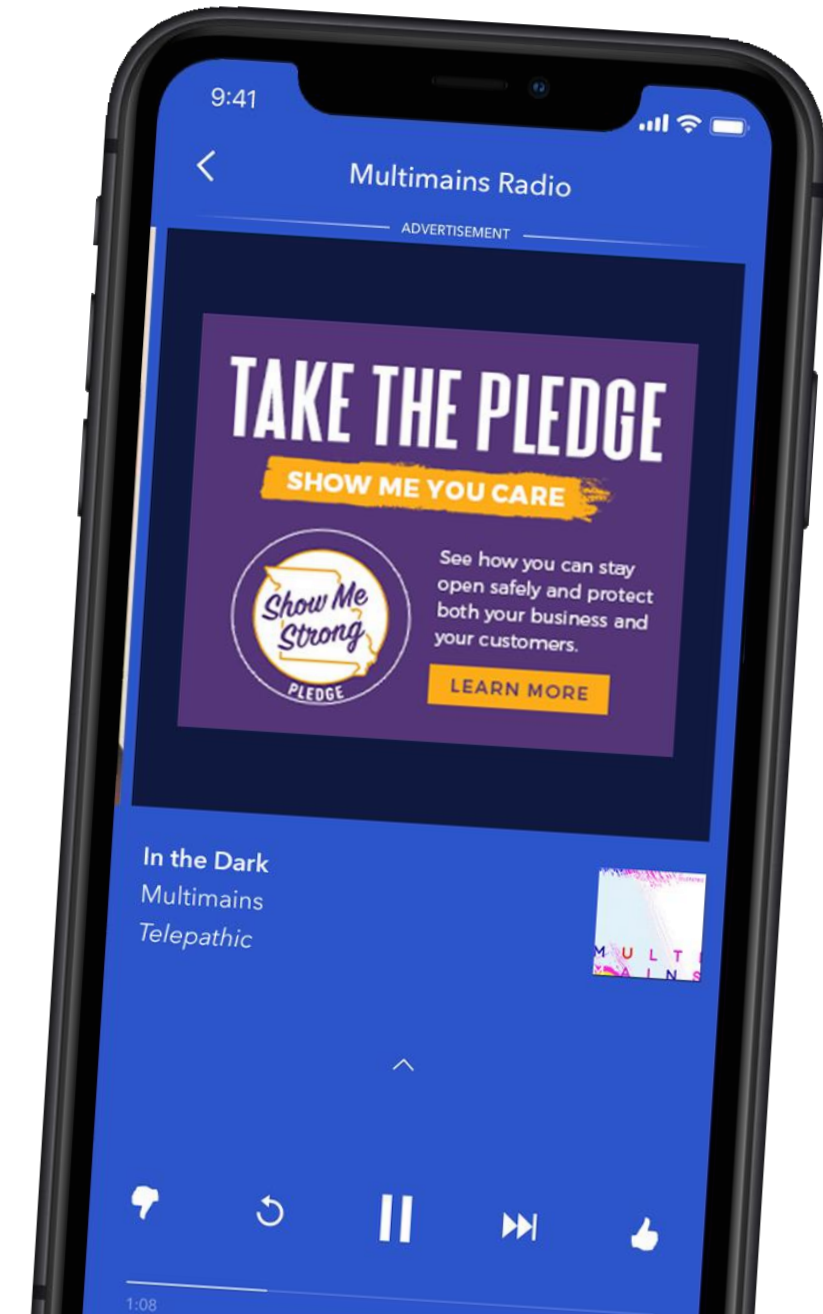 9:41
Multimains Radio
ADVERTISEMENT
TAKE THE PLEDGE
SHOW ME YOU CARE
Show Me
Strong
PLEDGE
See how you can stay
open safely and protect
both your business and
your customers.
LEARN MORE
In the Dark
Multimains
Telepathic
MULTI
MAINS
1:08